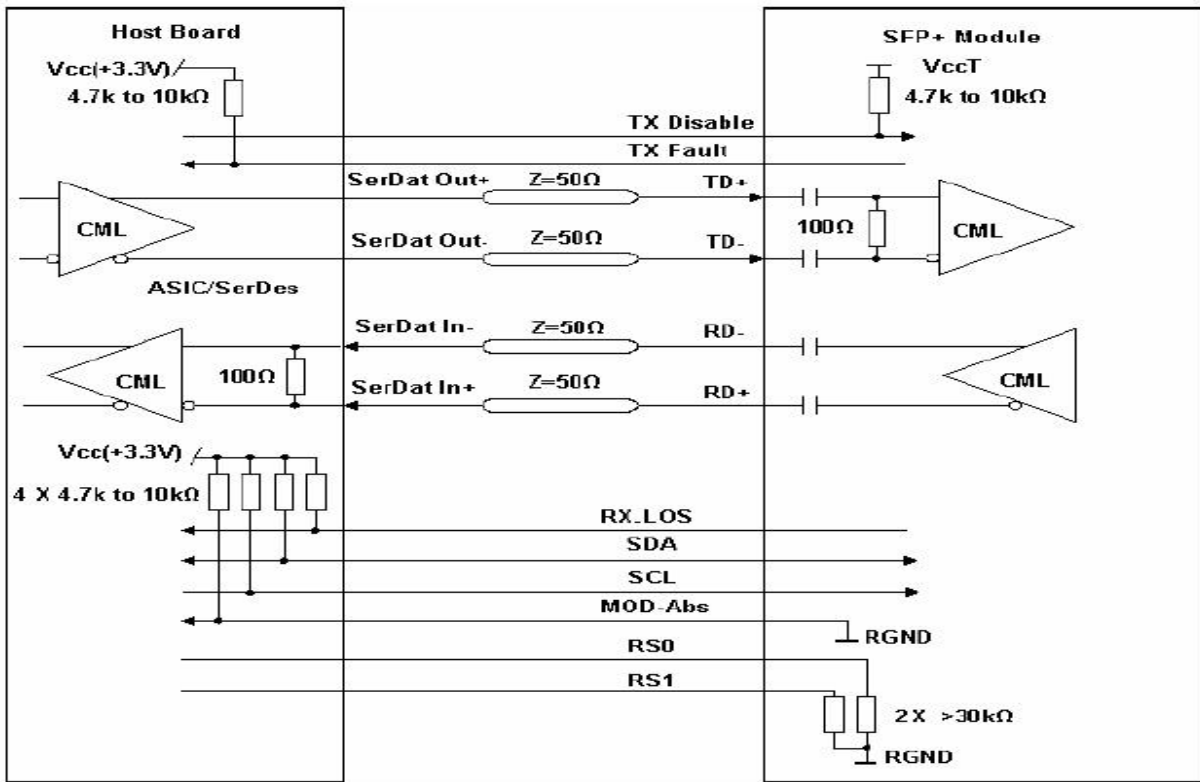 Host Board
SFP+ Module
Vcc(+3.3V)
4.7k to 10kΩ
VccT
4.7k to 10kΩ
TX Disable
TX Fault
SerDat Out+
Z=50Ω
TD+
CML
100Ω
CML
SerDat Out-
Z=50Ω
TD-
ASIC/SerDes
SerDat In-
Z=50Ω
RD-
CML
100Ω
CML
SerDat In+
Z=50Ω
RD+
Vcc(+3.3V)
4 X 4.7k to 10kΩ
RX-LOS
SDA
SCL
MOD-Abs
RGND
RS0
RS1
2X >30kΩ
RGND